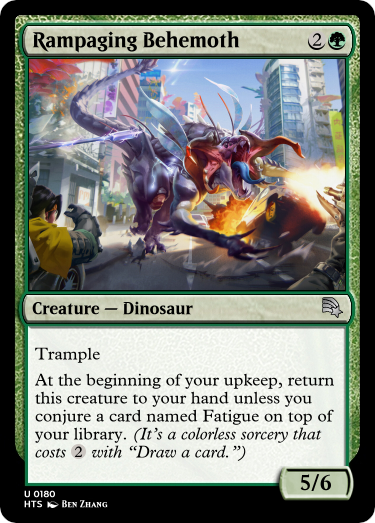 Rampaging Behemoth 2
Creature — Dinosaur
Trample
At the beginning of your upkeep, return
this creature to your hand unless you
conjure a card named Fatigue on top of
your library. (It's a colorless sorcery that
costs 2 with “Draw a card.”)
5/6
U 0180
HTS Ben Zhang